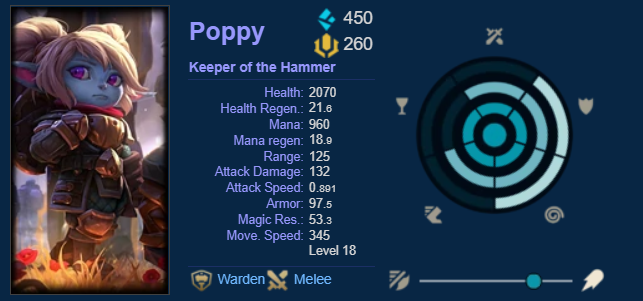 Poppy
450
260
Keeper of the Hammer
Health: 2070
Health Regen.: 21.6
Mana: 960
Mana regen: 18.9
Range: 125
Attack Damage: 132
Attack Speed: 0.891
Armor: 97.5
Magic Res.: 53.3
Move. Speed: 345
Level 18
Warden Melee